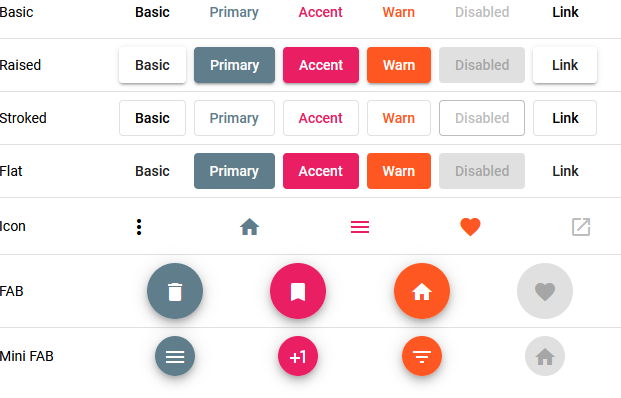 Basic Basic Primary Accent Warn Disabled Link
Raised Basic Primary Accent Warn Disabled Link
Stroked Basic Primary Accent Warn Disabled Link
Flat Basic Primary Accent Warn Disabled Link
Icon
FAB
Mini FAB +1